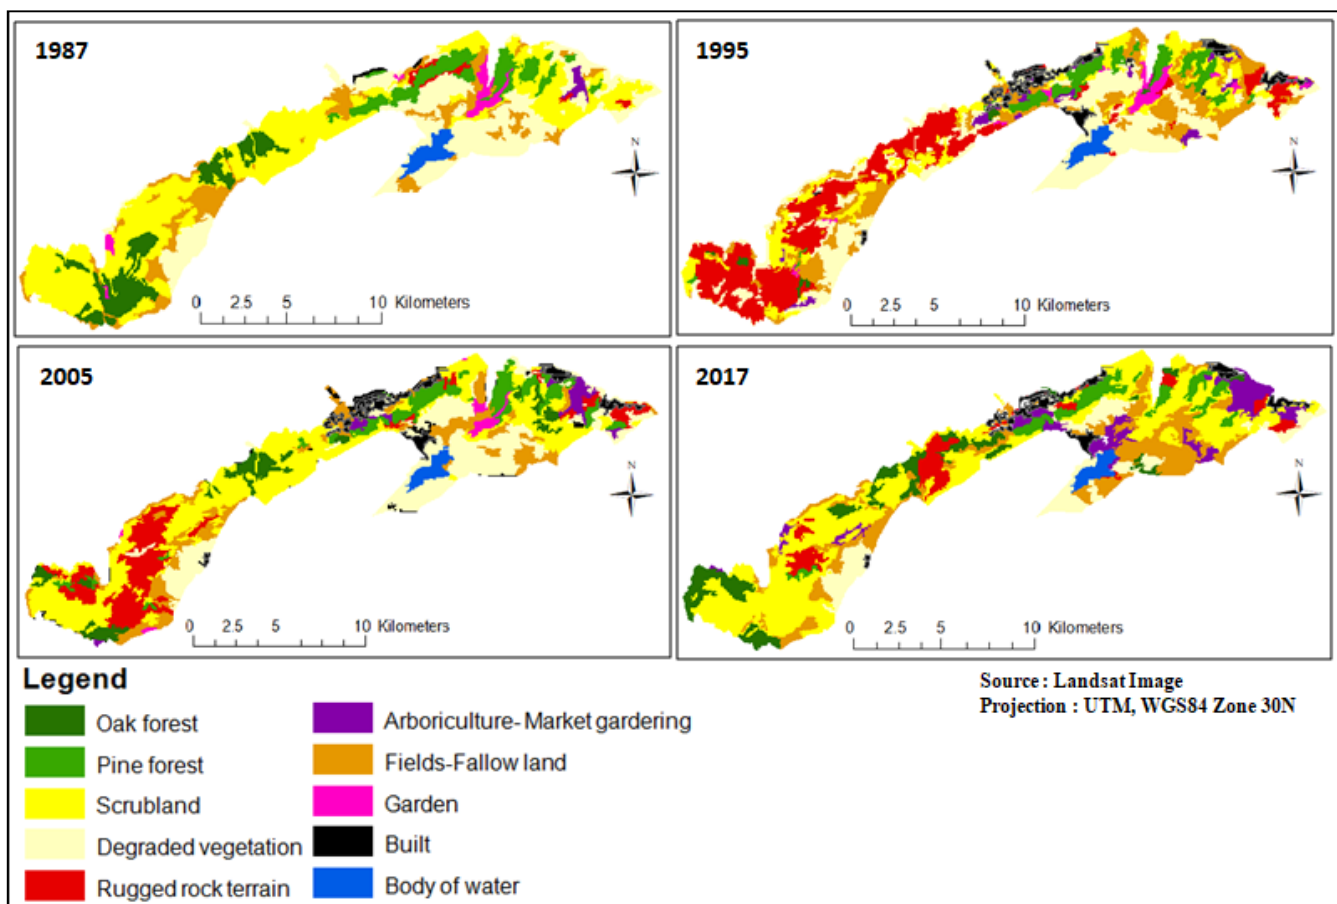 1987
N
0 2.5 5 10 Kilometers
1995
N
0 2.5 5 10 Kilometers
2005
N
0 2.5 5 10 Kilometers
2017
N
0 2.5 5 10 Kilometers
Legend
Oak forest
Pine forest
Scrubland
Degraded vegetation
Rugged rock terrain
Arboriculture- Market gardering
Fields-Fallow land
Garden
Built
Body of water
Source : Landsat Image
Projection : UTM, WGS84 Zone 30N